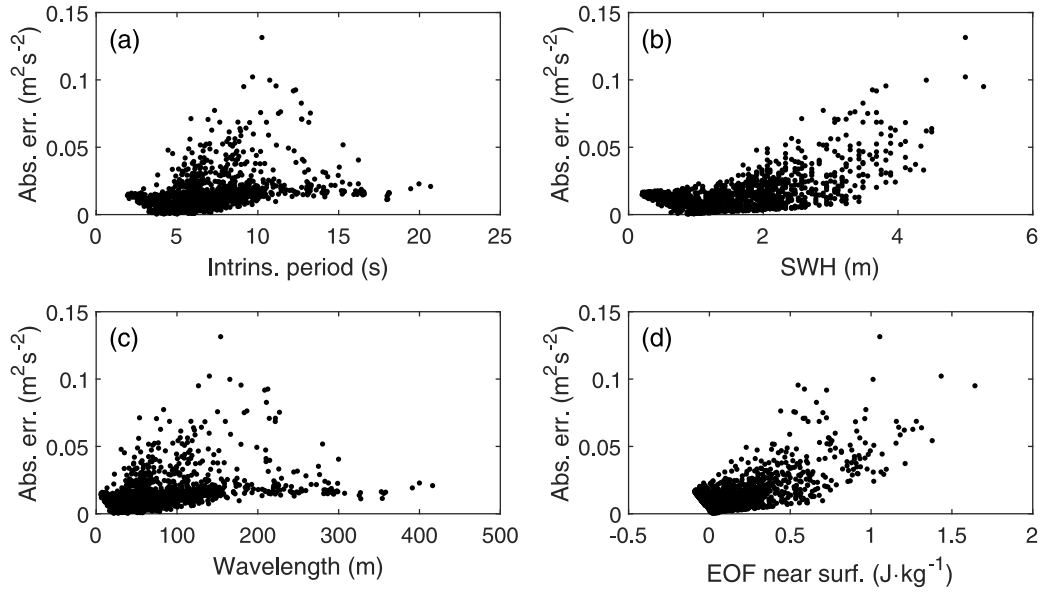 (a)
Abs. err. (m²s⁻²)
0.15
0.1
0.05
0
0 5 10 15 20 25
Intrins. period (s)
(b)
Abs. err. (m²s⁻²)
0.15
0.1
0.05
0
0 2 4 6
SWH (m)
(c)
Abs. err. (m²s⁻²)
0.15
0.1
0.05
0
0 100 200 300 400 500
Wavelength (m)
(d)
Abs. err. (m²s⁻²)
0.15
0.1
0.05
0
-0.5 0 0.5 1 1.5 2
EOF near surf. (J·kg⁻¹)